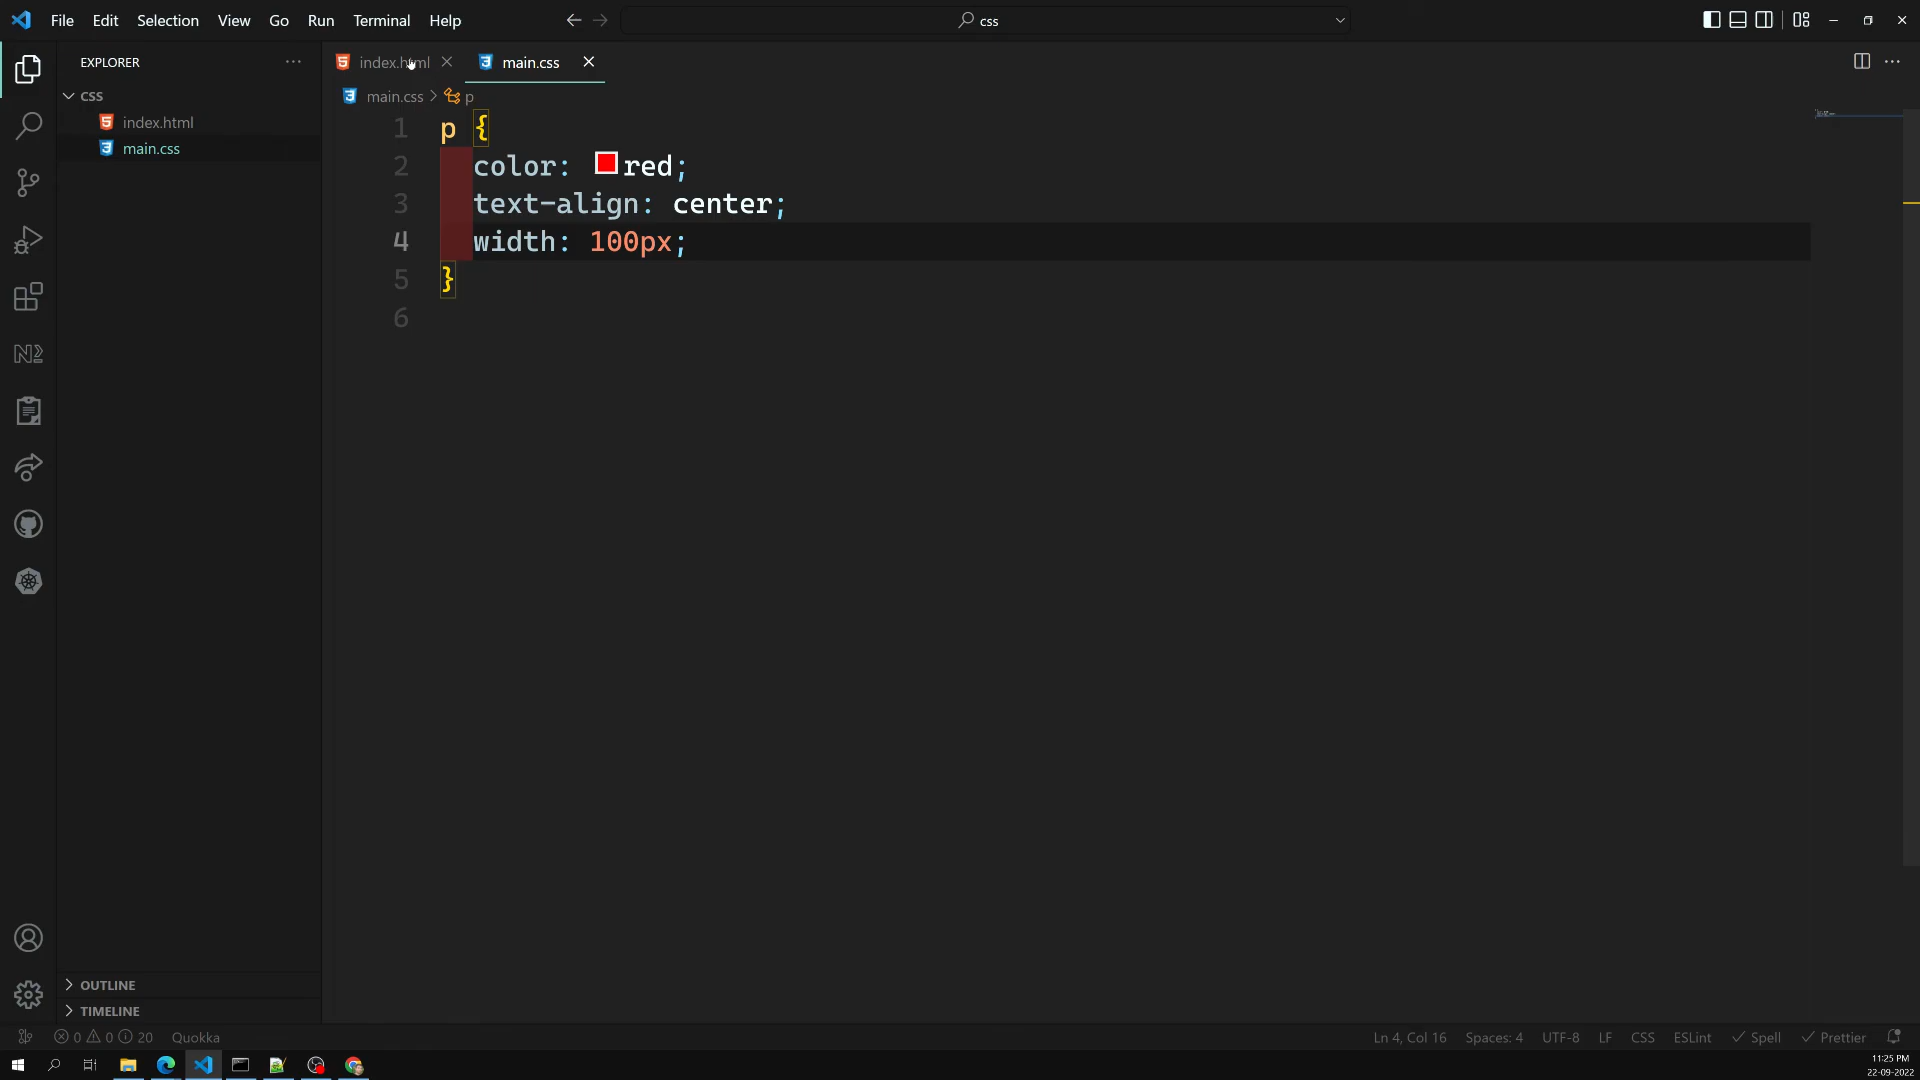 File Edit Selection View Go Run Terminal Help
css
EXPLORER
index.html
main.css
CSS
index.html
main.css
main.css > p
1 p {
2 color: red;
3 text-align: center;
4 width: 100px;
5 }
6
OUTLINE
TIMELINE
0 0 20 Quokka
Ln 4, Col 16 Spaces: 4 UTF-8 LF CSS ESLint Spell Prettier
11:25 PM
22-09-2022